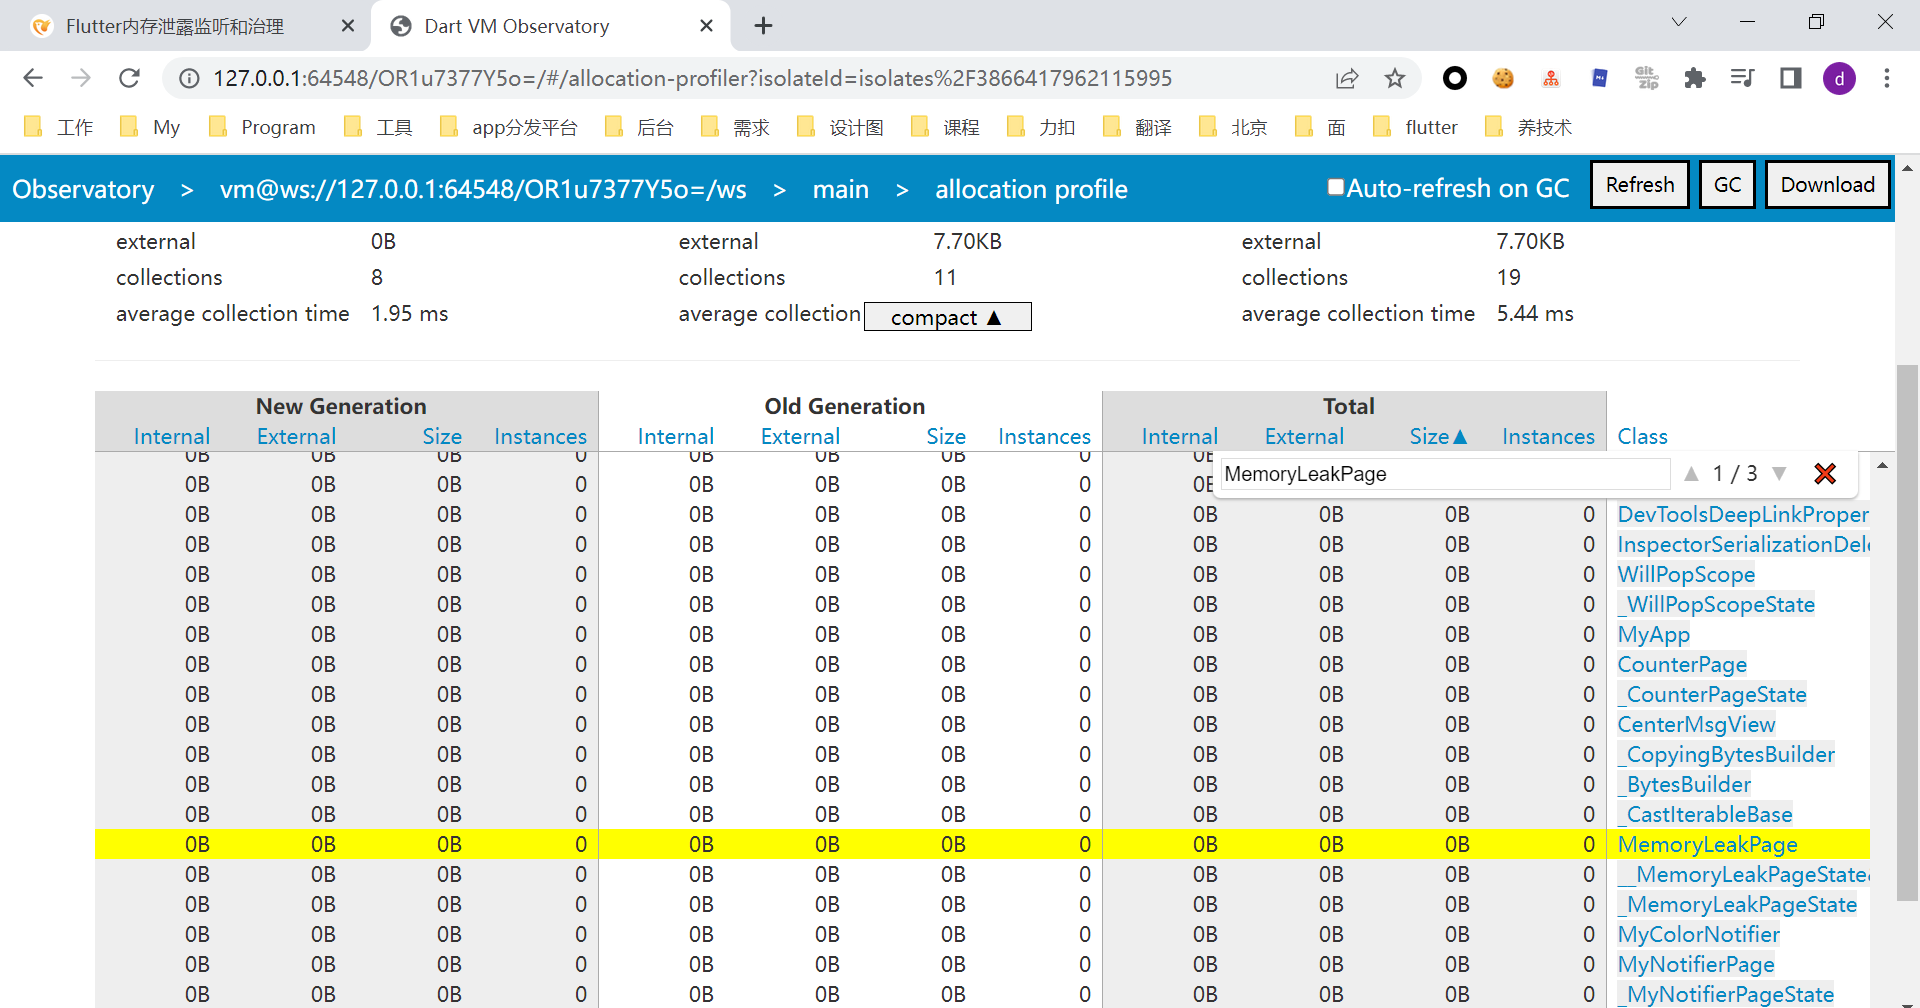 Flutter内存泄露监听和治理
Dart VM Observatory
127.0.0.1:64548/OR1u7377Y5o=/#/allocation-profiler?isolateId=isolates%2F3866417962115995
Git zip
d
工作 My Program 工具 app分发平台 后台 需求 设计图 课程 力扣 翻译 北京 面 flutter 养技术
Observatory > vm@ws://127.0.0.1:64548/OR1u7377Y5o=/ws > main > allocation profile Auto-refresh on GC Refresh GC Download
external 0B external 7.70KB external 7.70KB
collections 8 collections 11 collections 19
average collection time 1.95 ms average collection compact ▲ average collection time 5.44 ms
New Generation Old Generation Total
Internal External Size Instances Internal External Size Instances Internal External Size▲ Instances Class
0B 0B 0B 0 0B 0B 0B 0
MemoryLeakPage ▲ 1 / 3 ▼
0B 0B 0B 0 0B 0B 0B 0 0B
0B 0B 0B 0 0B 0B 0B 0 0B 0B 0B 0 DevToolsDeepLinkProper
0B 0B 0B 0 0B 0B 0B 0 0B 0B 0B 0 InspectorSerializationDele
0B 0B 0B 0 0B 0B 0B 0 0B 0B 0B 0 WillPopScope
0B 0B 0B 0 0B 0B 0B 0 0B 0B 0B 0 _WillPopScopeState
0B 0B 0B 0 0B 0B 0B 0 0B 0B 0B 0 MyApp
0B 0B 0B 0 0B 0B 0B 0 0B 0B 0B 0 CounterPage
0B 0B 0B 0 0B 0B 0B 0 0B 0B 0B 0 _CounterPageState
0B 0B 0B 0 0B 0B 0B 0 0B 0B 0B 0 CenterMsgView
0B 0B 0B 0 0B 0B 0B 0 0B 0B 0B 0 _CopyingBytesBuilder
0B 0B 0B 0 0B 0B 0B 0 0B 0B 0B 0 _BytesBuilder
0B 0B 0B 0 0B 0B 0B 0 0B 0B 0B 0 _CastIterableBase
0B 0B 0B 0 0B 0B 0B 0 0B 0B 0B 0 MemoryLeakPage
0B 0B 0B 0 0B 0B 0B 0 0B 0B 0B 0 __MemoryLeakPageState
0B 0B 0B 0 0B 0B 0B 0 0B 0B 0B 0 _MemoryLeakPageState
0B 0B 0B 0 0B 0B 0B 0 0B 0B 0B 0 MyColorNotifier
0B 0B 0B 0 0B 0B 0B 0 0B 0B 0B 0 MyNotifierPage
0B 0B 0B 0 0B 0B 0B 0 0B 0B 0B 0 _MyNotifierPageState